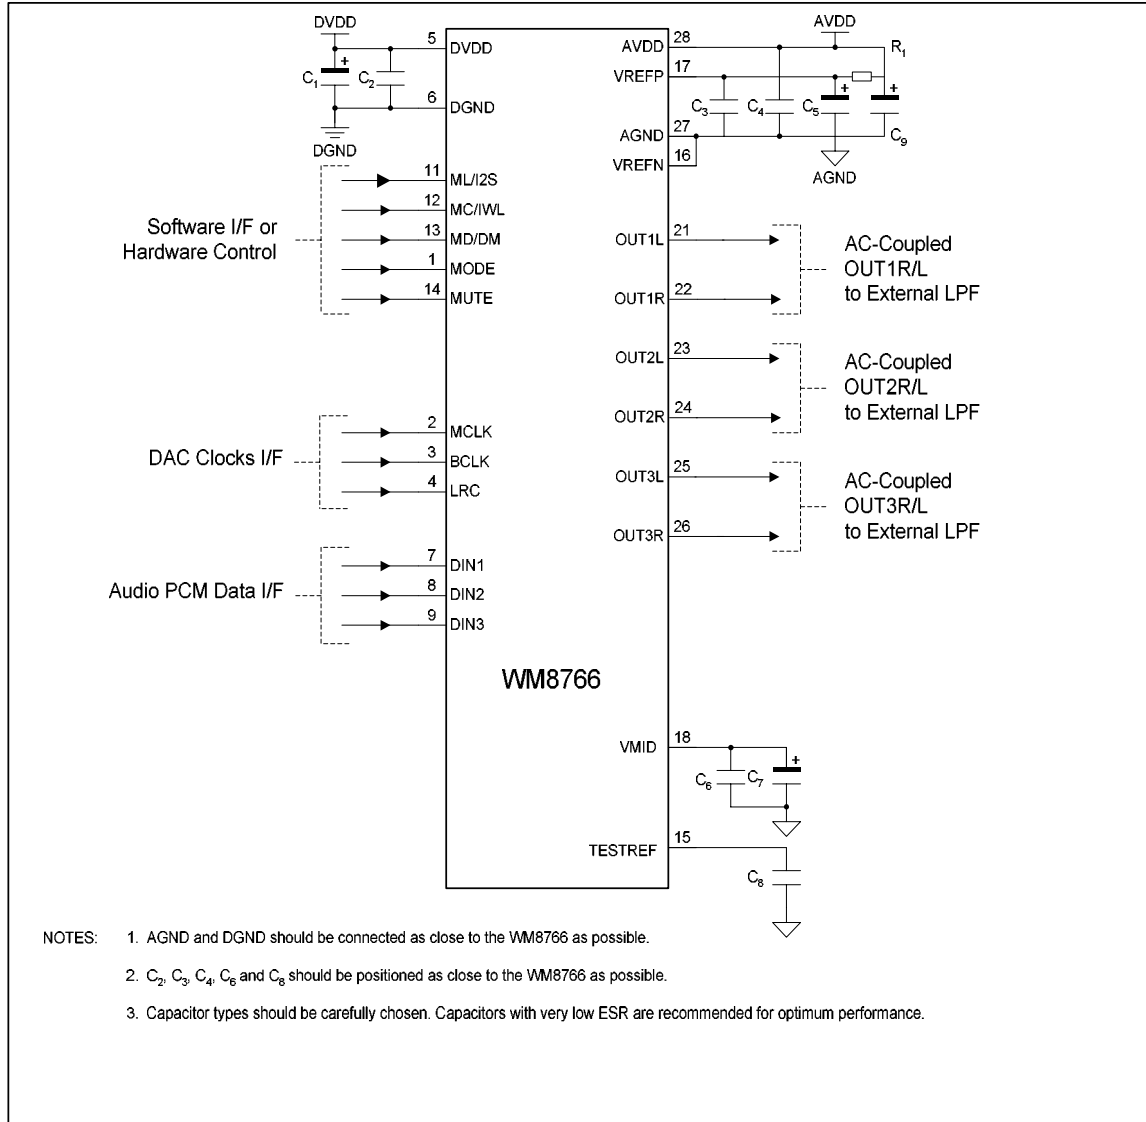 DVDD
AVDD
5
DVDD
AVDD
28
R₁
VREFP
17
+
C₁
C₂
+
+
C₃
C₄
C₅
C₉
6
DGND
AGND
27
VREFN
16
DGND
AGND
Software I/F or
Hardware Control
11
ML/I2S
12
MC/IWL
13
MD/DM
1
MODE
14
MUTE
OUT1L
21
OUT1R
22
AC-Coupled
OUT1R/L
to External LPF
OUT2L
23
OUT2R
24
AC-Coupled
OUT2R/L
to External LPF
DAC Clocks I/F
2
MCLK
3
BCLK
4
LRC
OUT3L
25
OUT3R
26
AC-Coupled
OUT3R/L
to External LPF
Audio PCM Data I/F
7
DIN1
8
DIN2
9
DIN3
WM8766
VMID
18
+
C₆
C₇
TESTREF
15
C₈
NOTES: 1. AGND and DGND should be connected as close to the WM8766 as possible.
2. C₂, C₃, C₄, C₆ and C₈ should be positioned as close to the WM8766 as possible.
3. Capacitor types should be carefully chosen. Capacitors with very low ESR are recommended for optimum performance.